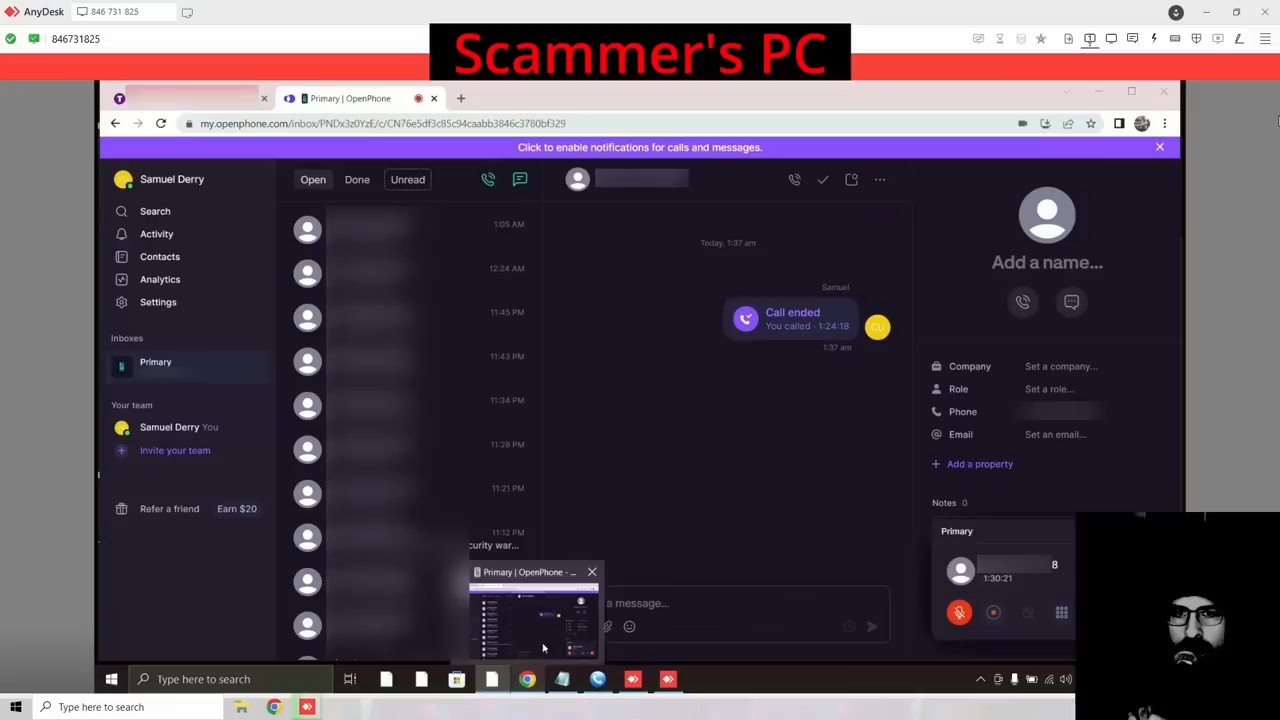 AnyDesk
846 731 825
846731825
Scammer's PC
Primary | OpenPhone
my.openphone.com/inbox/PNDx3z0YzE/c/CN76e5df3c85c94caabb3846c3780bf329
Click to enable notifications for calls and messages.
Samuel Derry
Search
Activity
Contacts
Analytics
Settings
Inboxes
Primary
Your team
Samuel Derry You
Invite your team
Refer a friend
Earn $20
Open
Done
Unread
1:05 AM
12:24 AM
11:45 PM
11:43 PM
11:34 PM
11:28 PM
11:21 PM
11:12 PM
curity war...
Today, 1:37 am
Samuel
Call ended
You called · 1:24:18
CU
1:37 am
a message...
Add a name...
Company
Set a company...
Role
Set a role...
Phone
Email
Set an email...
Add a property
Notes 0
Primary
8
1:30:21
Primary | OpenPhone - ...
Type here to search
Type here to search